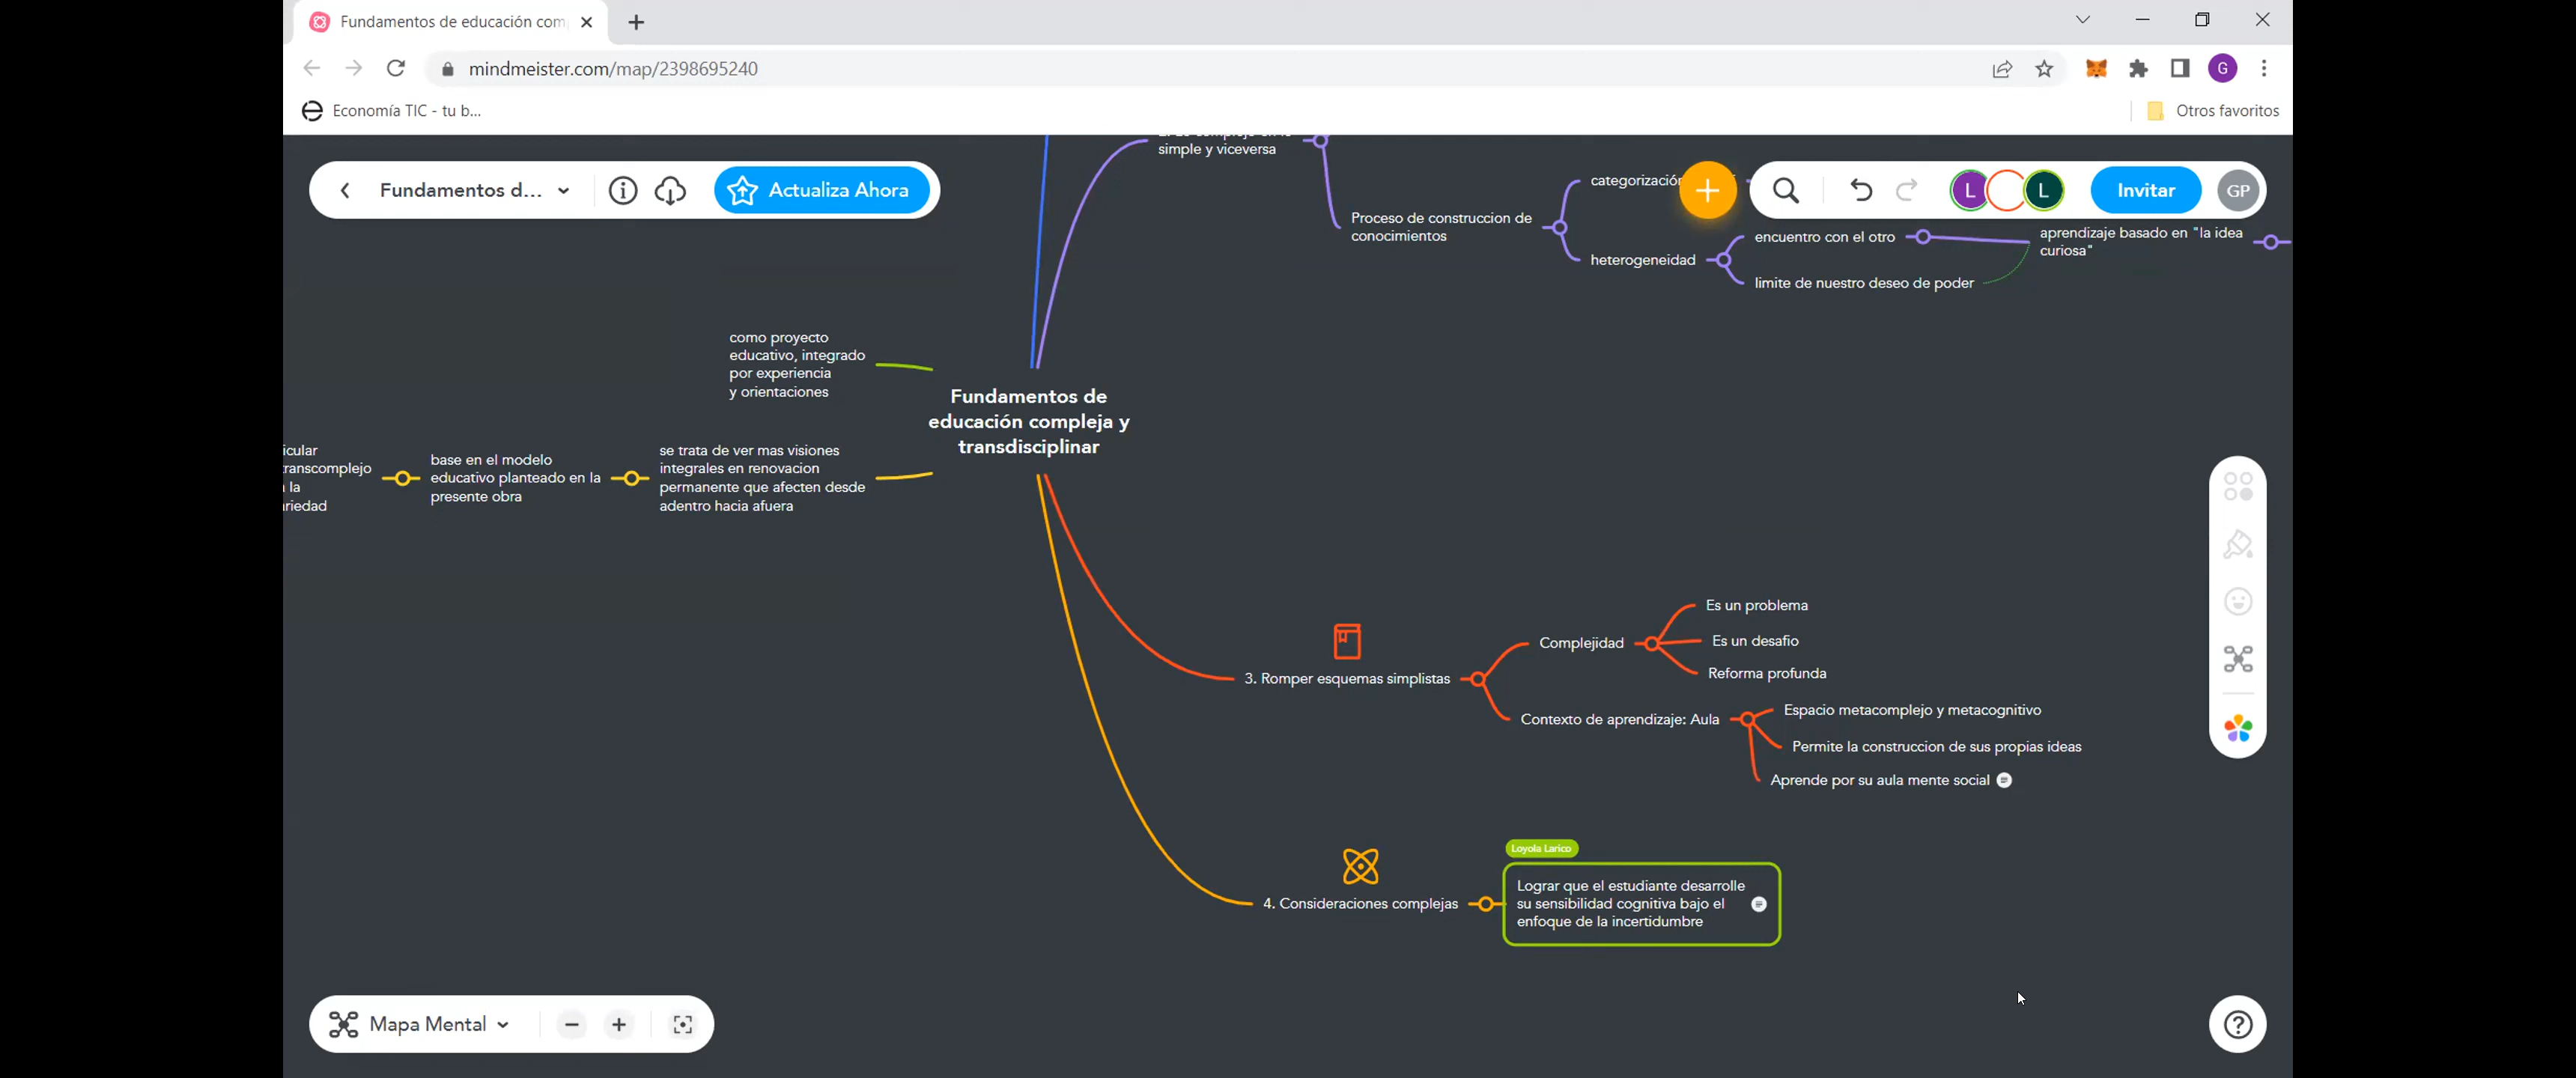 Fundamentos de educación com
mindmeister.com/map/2398695240
Economía TIC - tu b...
Otros favoritos
G
Fundamentos d...
Actualiza Ahora
L
L
Invitar
GP
simple y viceversa
categorización
Proceso de construccion de
conocimientos
heterogeneidad
encuentro con el otro
limite de nuestro deseo de poder
aprendizaje basado en "la idea
curiosa"
como proyecto
educativo, integrado
por experiencia
y orientaciones
Fundamentos de
educación compleja y
transdisciplinar
icular
ranscomplejo
la
riedad
base en el modelo
educativo planteado en la
presente obra
se trata de ver mas visiones
integrales en renovacion
permanente que afecten desde
adentro hacia afuera
3. Romper esquemas simplistas
Complejidad
Es un problema
Es un desafio
Reforma profunda
Contexto de aprendizaje: Aula
Espacio metacomplejo y metacognitivo
Permite la construccion de sus propias ideas
Aprende por su aula mente social
4. Consideraciones complejas
Loyola Larico
Lograr que el estudiante desarrolle
su sensibilidad cognitiva bajo el
enfoque de la incertidumbre
Mapa Mental